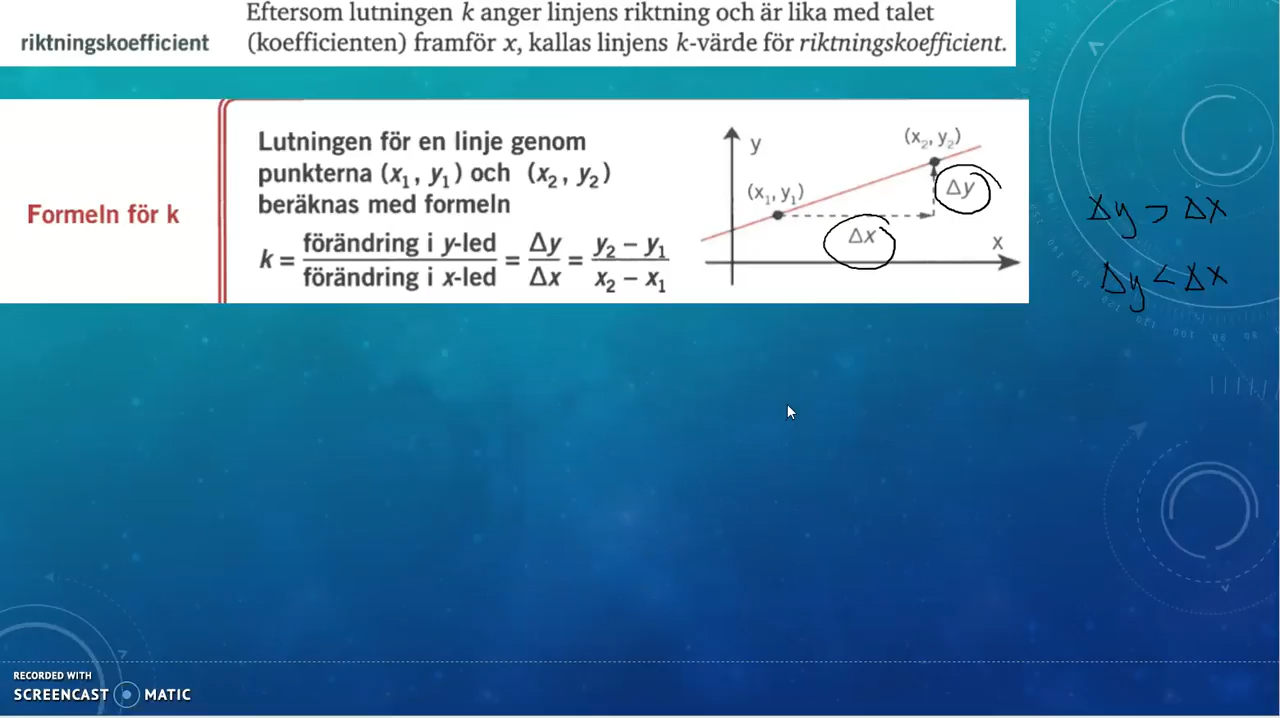 Eftersom lutningen k anger linjens riktning och är lika med talet
riktningskoefficient
(koefficienten) framför x, kallas linjens k-värde för riktningskoefficient.
Formeln för k
Lutningen för en linje genom
punkterna (x₁, y₁) och (x₂, y₂)
beräknas med formeln
k = förändring i y-led / förändring i x-led = Δy / Δx = y₂ − y₁ / x₂ − x₁
y
(x₂, y₂)
(x₁, y₁)
Δy
Δx
x
Δy > Δx
Δy < Δx
RECORDED WITH
SCREENCAST MATIC